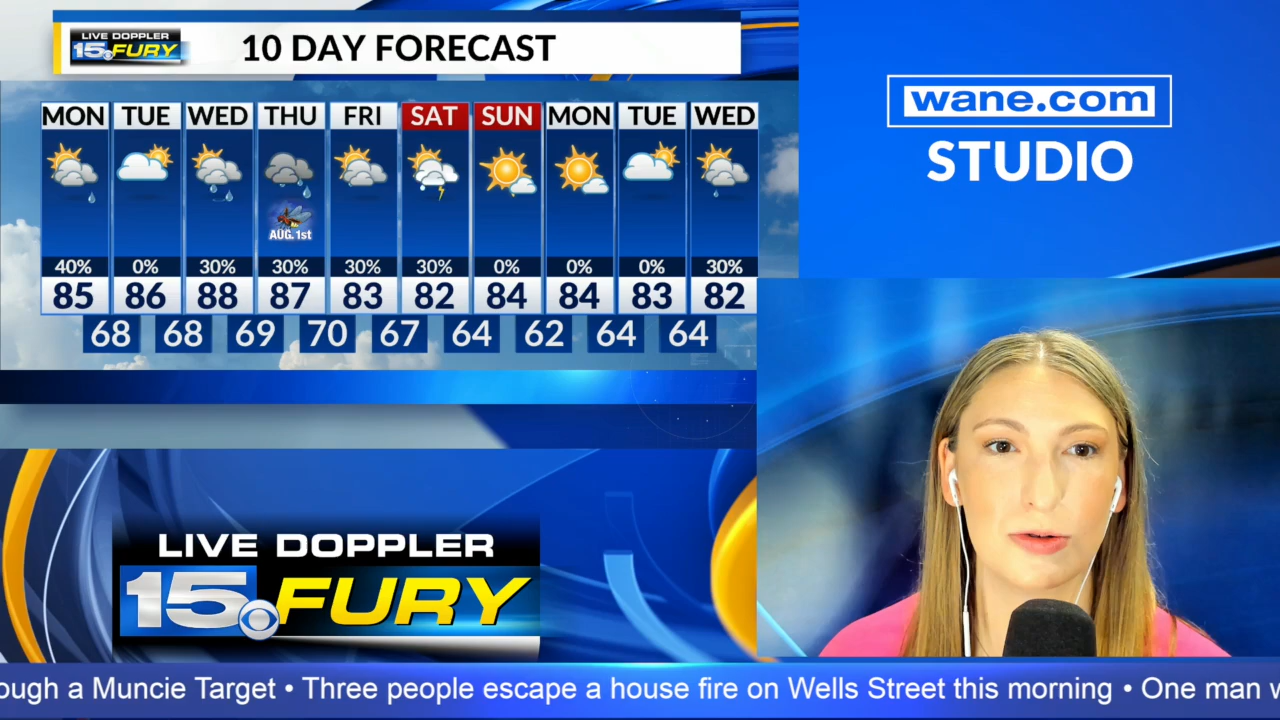 LIVE DOPPLER
15 FURY
10 DAY FORECAST
MON TUE WED THU FRI SAT SUN MON TUE WED
AUG. 1st
40% 0% 30% 30% 30% 30% 0% 0% 0% 30%
85 86 88 87 83 82 84 84 83 82
68 68 69 70 67 64 62 64 64
wane.com
STUDIO
LIVE DOPPLER
15 FURY
ough a Muncie Target • Three people escape a house fire on Wells Street this morning • One man w